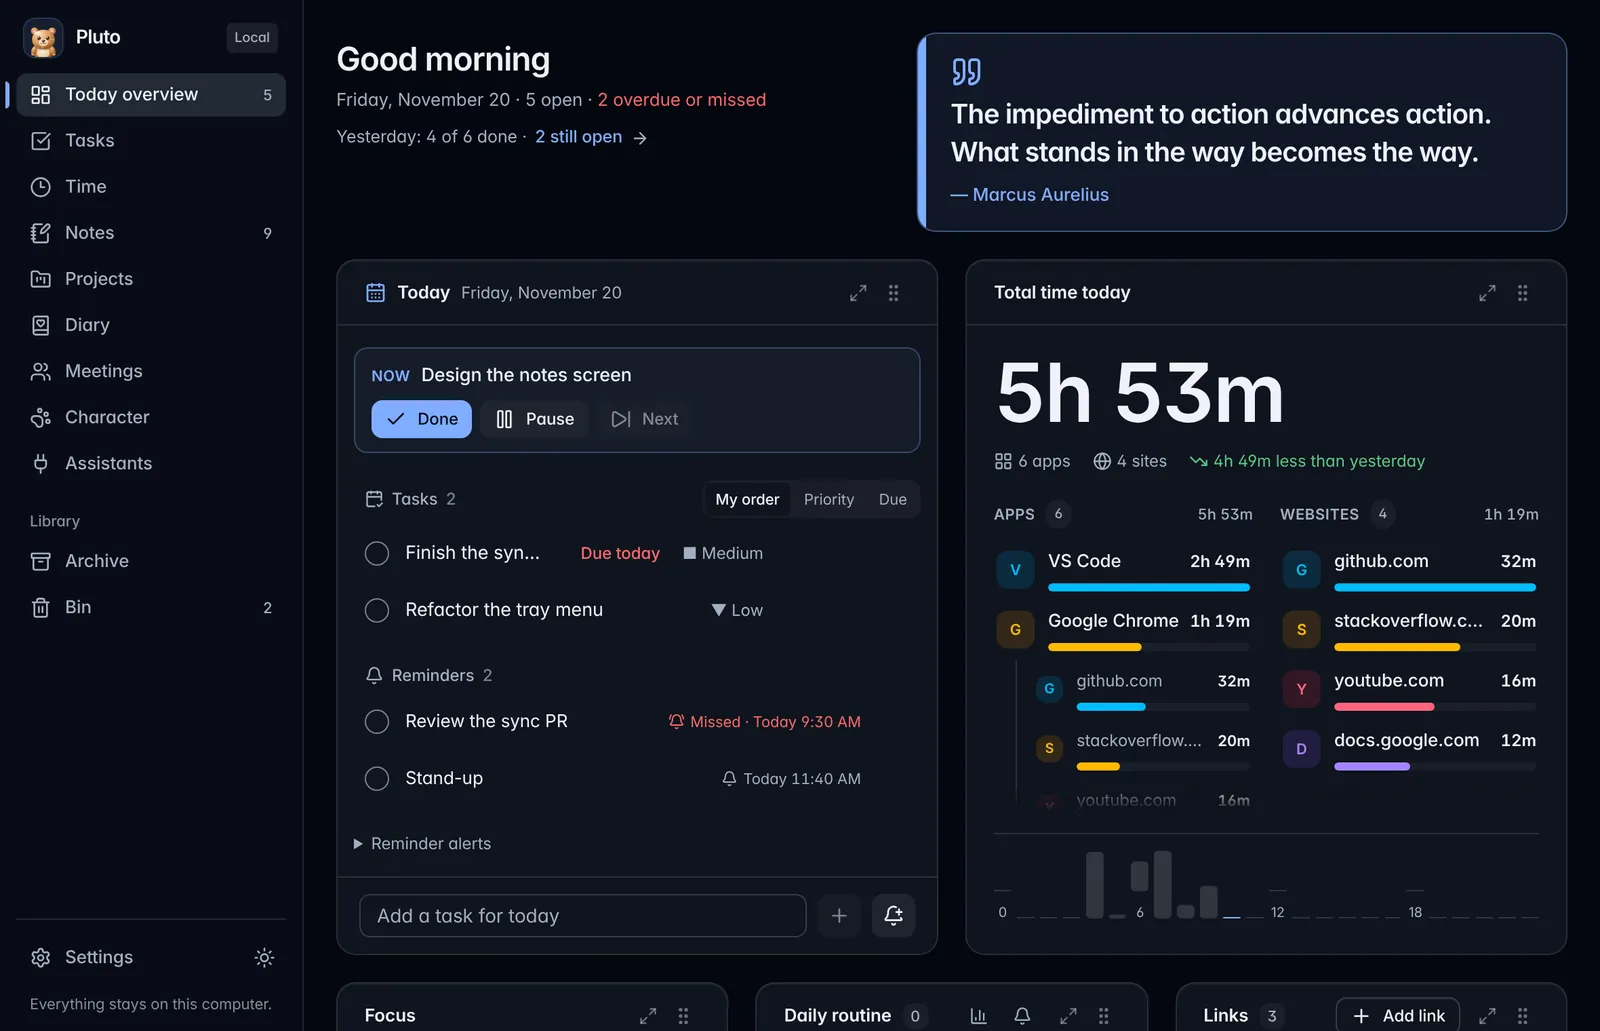 Pluto
Local
Today overview 5
Tasks
Time
Notes 9
Projects
Diary
Meetings
Character
Assistants
Library
Archive
Bin 2
Settings
Everything stays on this computer.
Good morning
Friday, November 20 · 5 open · 2 overdue or missed
Yesterday: 4 of 6 done · 2 still open →
The impediment to action advances action.
What stands in the way becomes the way.
— Marcus Aurelius
Today Friday, November 20
NOW Design the notes screen
Done Pause Next
Tasks 2
My order Priority Due
Finish the syn... Due today Medium
Refactor the tray menu Low
Reminders 2
Review the sync PR Missed · Today 9:30 AM
Stand-up Today 11:40 AM
Reminder alerts
Add a task for today
Total time today
5h 53m
6 apps 4 sites 4h 49m less than yesterday
APPS 6 5h 53m
V VS Code 2h 49m
G Google Chrome 1h 19m
G github.com 32m
S stackoverflow.... 20m
Y youtube.com 16m
WEBSITES 4 1h 19m
G github.com 32m
S stackoverflow.c... 20m
Y youtube.com 16m
D docs.google.com 12m
0 6 12 18
Focus
Daily routine 0
Links 3
Add link